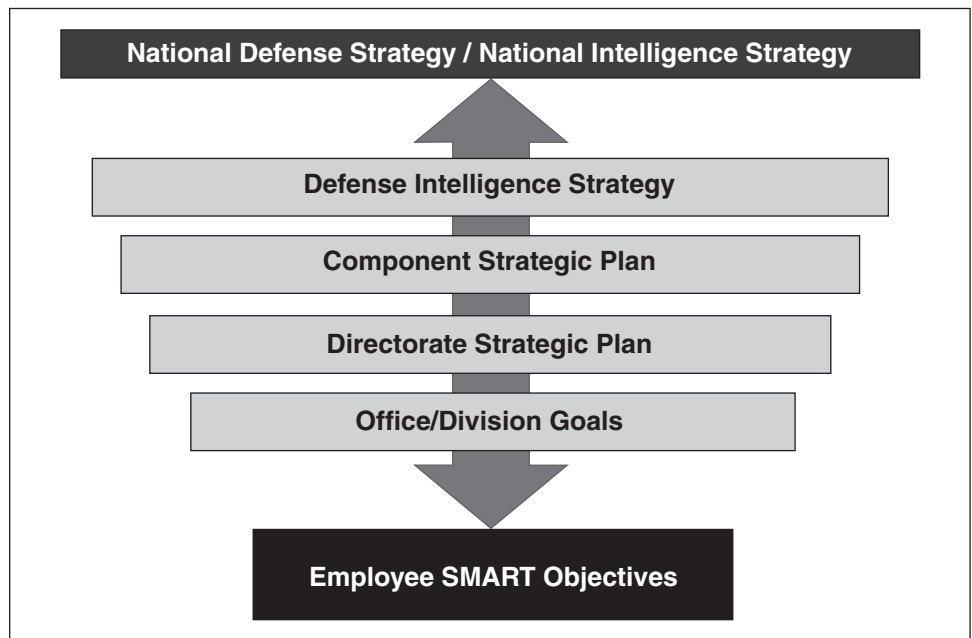 National Defense Strategy / National Intelligence Strategy
Defense Intelligence Strategy
Component Strategic Plan
Directorate Strategic Plan
Office/Division Goals
Employee SMART Objectives